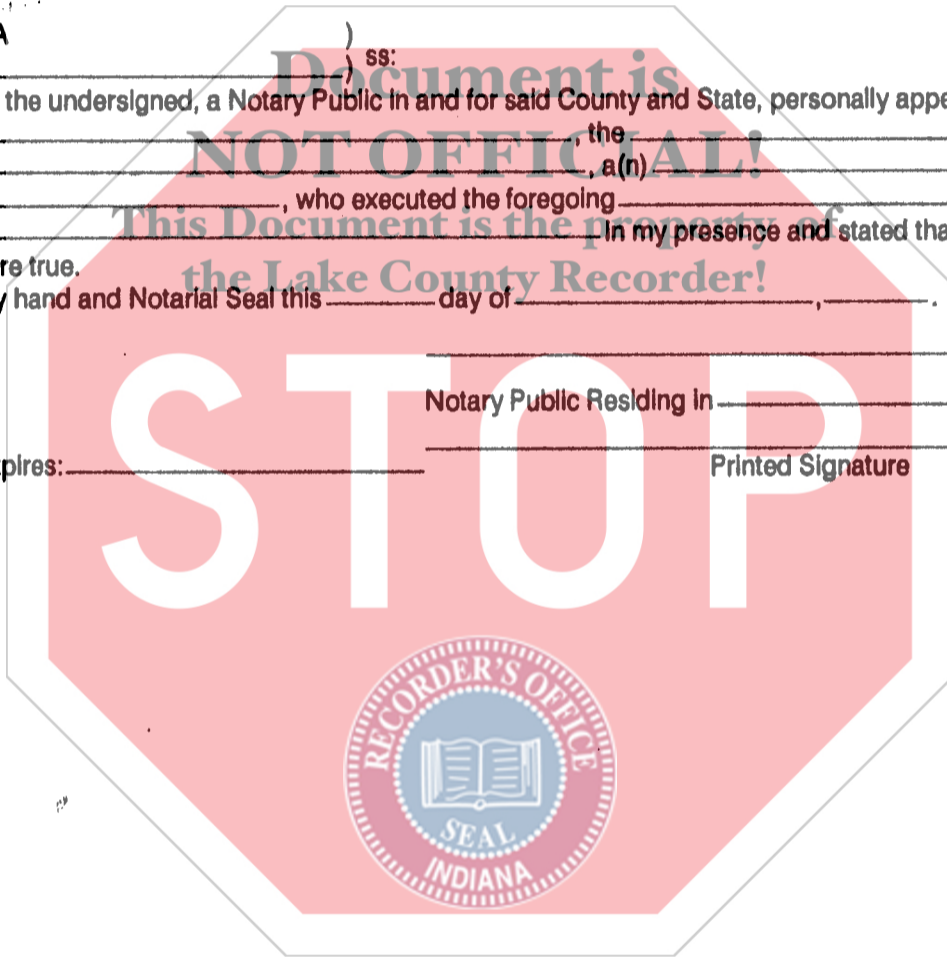 A
) ss:
)
Document is
the undersigned, a Notary Public in and for said County and State, personally appe
NOT OFFICIAL!
, the
, a(n)
, who executed the foregoing
This Document is the property of
In my presence and stated tha
re true.
the Lake County Recorder!
y hand and Notarial Seal this day of , .
STOP
Notary Public Residing in
pires:
Printed Signature
RECORDER'S OFFICE
SEAL
INDIANA